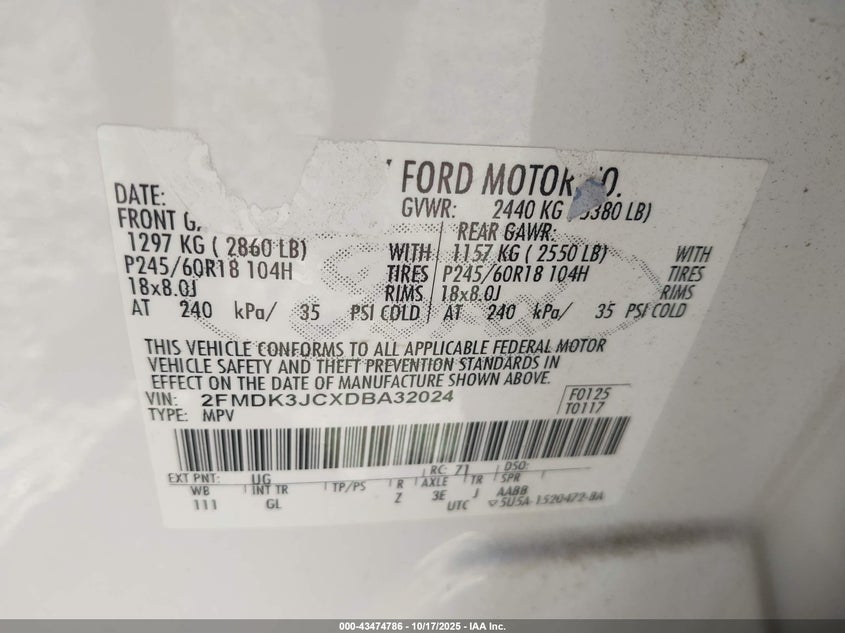 FORD MOTOR CO.
DATE:
GVWR: 2440 KG (5380 LB)
FRONT G
REAR GAWR:
1297 KG ( 2860 LB) WITH 1157 KG ( 2550 LB) WITH
P245/60R18 104H TIRES P245/60R18 104H TIRES
18x8.0J RIMS 18x8.0J RIMS
AT 240 kPa/ 35 PSI COLD AT 240 kPa/ 35 PSI COLD
THIS VEHICLE CONFORMS TO ALL APPLICABLE FEDERAL MOTOR
VEHICLE SAFETY AND THEFT PREVENTION STANDARDS IN
EFFECT ON THE DATE OF MANUFACTURE SHOWN ABOVE.
VIN: 2FMDK3JCXDBA32024 F0125
TYPE: MPV T0117
EXT PNT: UG RC: 71 DSO:
WB INT TR TP/PS R AXLE TR SPR
111 GL Z 3E J AABB
UTC 5U5A-1520472-BA
000-43474786 - 10/17/2025 - IAA Inc.